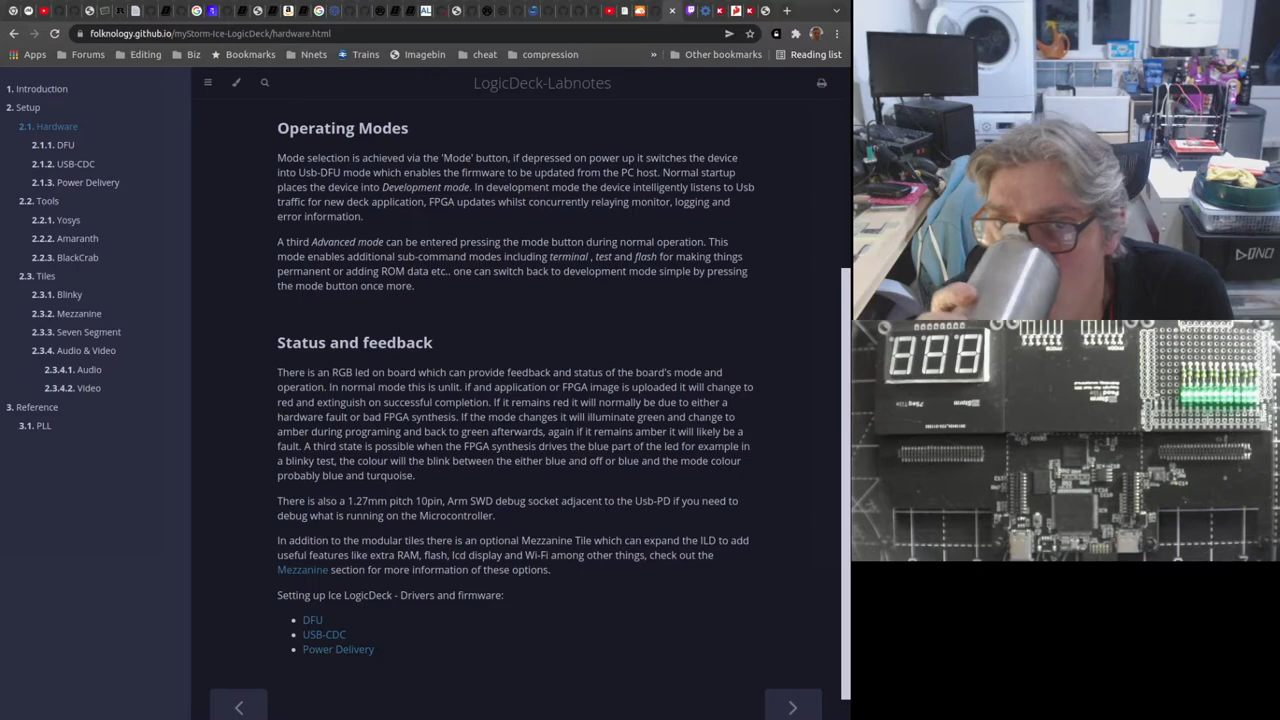 folknology.github.io/myStorm-Ice-LogicDeck/hardware.html
Apps
Forums
Editing
Biz
Bookmarks
Nnets
Trains
Imagebin
cheat
compression
»
Other bookmarks
Reading list
LogicDeck-Labnotes
1. Introduction
2. Setup
2.1. Hardware
2.1.1. DFU
2.1.2. USB-CDC
2.1.3. Power Delivery
2.2. Tools
2.2.1. Yosys
2.2.2. Amaranth
2.2.3. BlackCrab
2.3. Tiles
2.3.1. Blinky
2.3.2. Mezzanine
2.3.3. Seven Segment
2.3.4. Audio & Video
2.3.4.1. Audio
2.3.4.2. Video
3. Reference
3.1. PLL
Operating Modes
Mode selection is achieved via the 'Mode' button, if depressed on power up it switches the device
into Usb-DFU mode which enables the firmware to be updated from the PC host. Normal startup
places the device into Development mode. In development mode the device intelligently listens to Usb
traffic for new deck application, FPGA updates whilst concurrently relaying monitor, logging and
error information.
A third Advanced mode can be entered pressing the mode button during normal operation. This
mode enables additional sub-command modes including terminal , test and flash for making things
permanent or adding ROM data etc.. one can switch back to development mode simple by pressing
the mode button once more.
Status and feedback
There is an RGB led on board which can provide feedback and status of the board's mode and
operation. In normal mode this is unlit. if and application or FPGA image is uploaded it will change to
red and extinguish on successful completion. If it remains red it will normally be due to either a
hardware fault or bad FPGA synthesis. If the mode changes it will illuminate green and change to
amber during programing and back to green afterwards, again if it remains amber it will likely be a
fault. A third state is possible when the FPGA synthesis drives the blue part of the led for example in
a blinky test, the colour will the blink between the either blue and off or blue and the mode colour
probably blue and turquoise.
There is also a 1.27mm pitch 10pin, Arm SWD debug socket adjacent to the Usb-PD if you need to
debug what is running on the Microcontroller.
In addition to the modular tiles there is an optional Mezzanine Tile which can expand the ILD to add
useful features like extra RAM, flash, lcd display and Wi-Fi among other things, check out the
Mezzanine section for more information of these options.
Setting up Ice LogicDeck - Drivers and firmware:
DFU
USB-CDC
Power Delivery